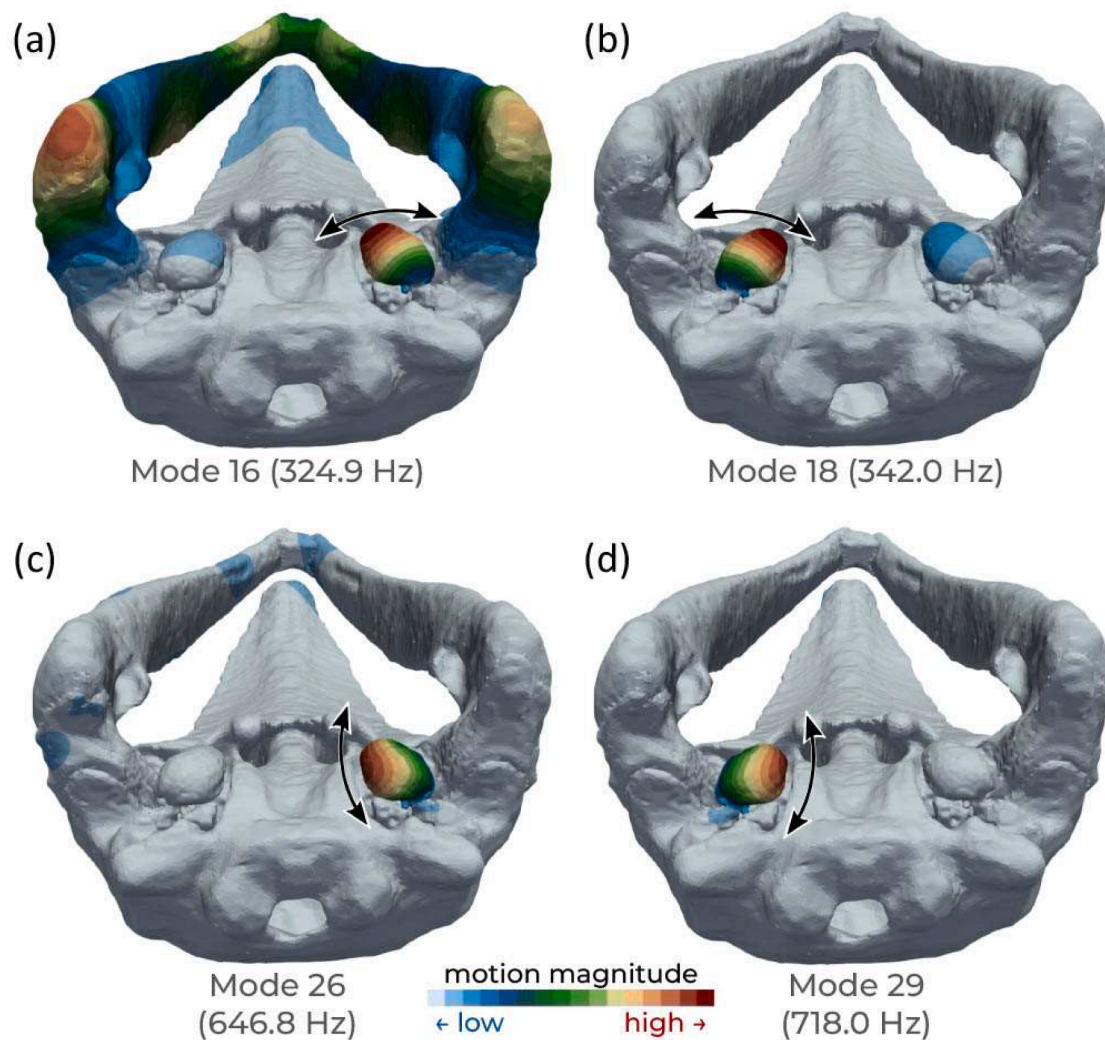 (a)
(b)
Mode 16 (324.9 Hz)
Mode 18 (342.0 Hz)
(c)
(d)
Mode 26
(646.8 Hz)
motion magnitude
← low
high →
Mode 29
(718.0 Hz)